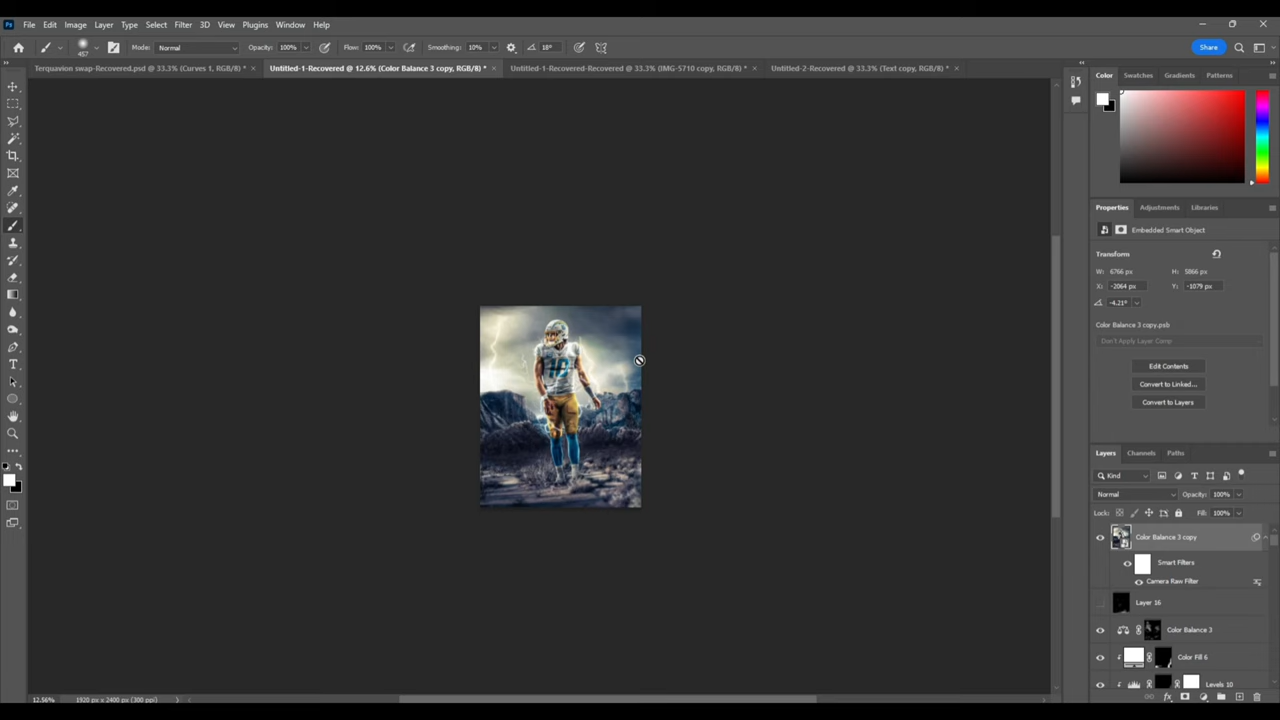 Ps File Edit Image Layer Type Select Filter 3D View Plugins Window Help
457 Mode: Normal Opacity: 100% Flow: 100% Smoothing: 10% 18° Share
Terquavion swap-Recovered.psd @ 33.3% (Curves 1, RGB/8) * × Untitled-1-Recovered @ 12.6% (Color Balance 3 copy, RGB/8) * × Untitled-1-Recovered-Recovered @ 33.3% (IMG-5710 copy, RGB/8) * × Untitled-2-Recovered @ 33.3% (Text copy, RGB/8) * ×
Color Swatches Gradients Patterns
Properties Adjustments Libraries
Embedded Smart Object
Transform
W: 6766 px H: 5866 px
X: -2064 px Y: -1079 px
-4.21°
Color Balance 3 copy.psb
Don't Apply Layer Comp
Edit Contents
Convert to Linked...
Convert to Layers
Layers Channels Paths
Kind
Normal Opacity: 100%
Lock: Fill: 100%
Color Balance 3 copy
Smart Filters
Camera Raw Filter
Layer 16
Color Balance 3
Color Fill 6
Levels 10
12.56% 1920 px x 2400 px (300 ppi)